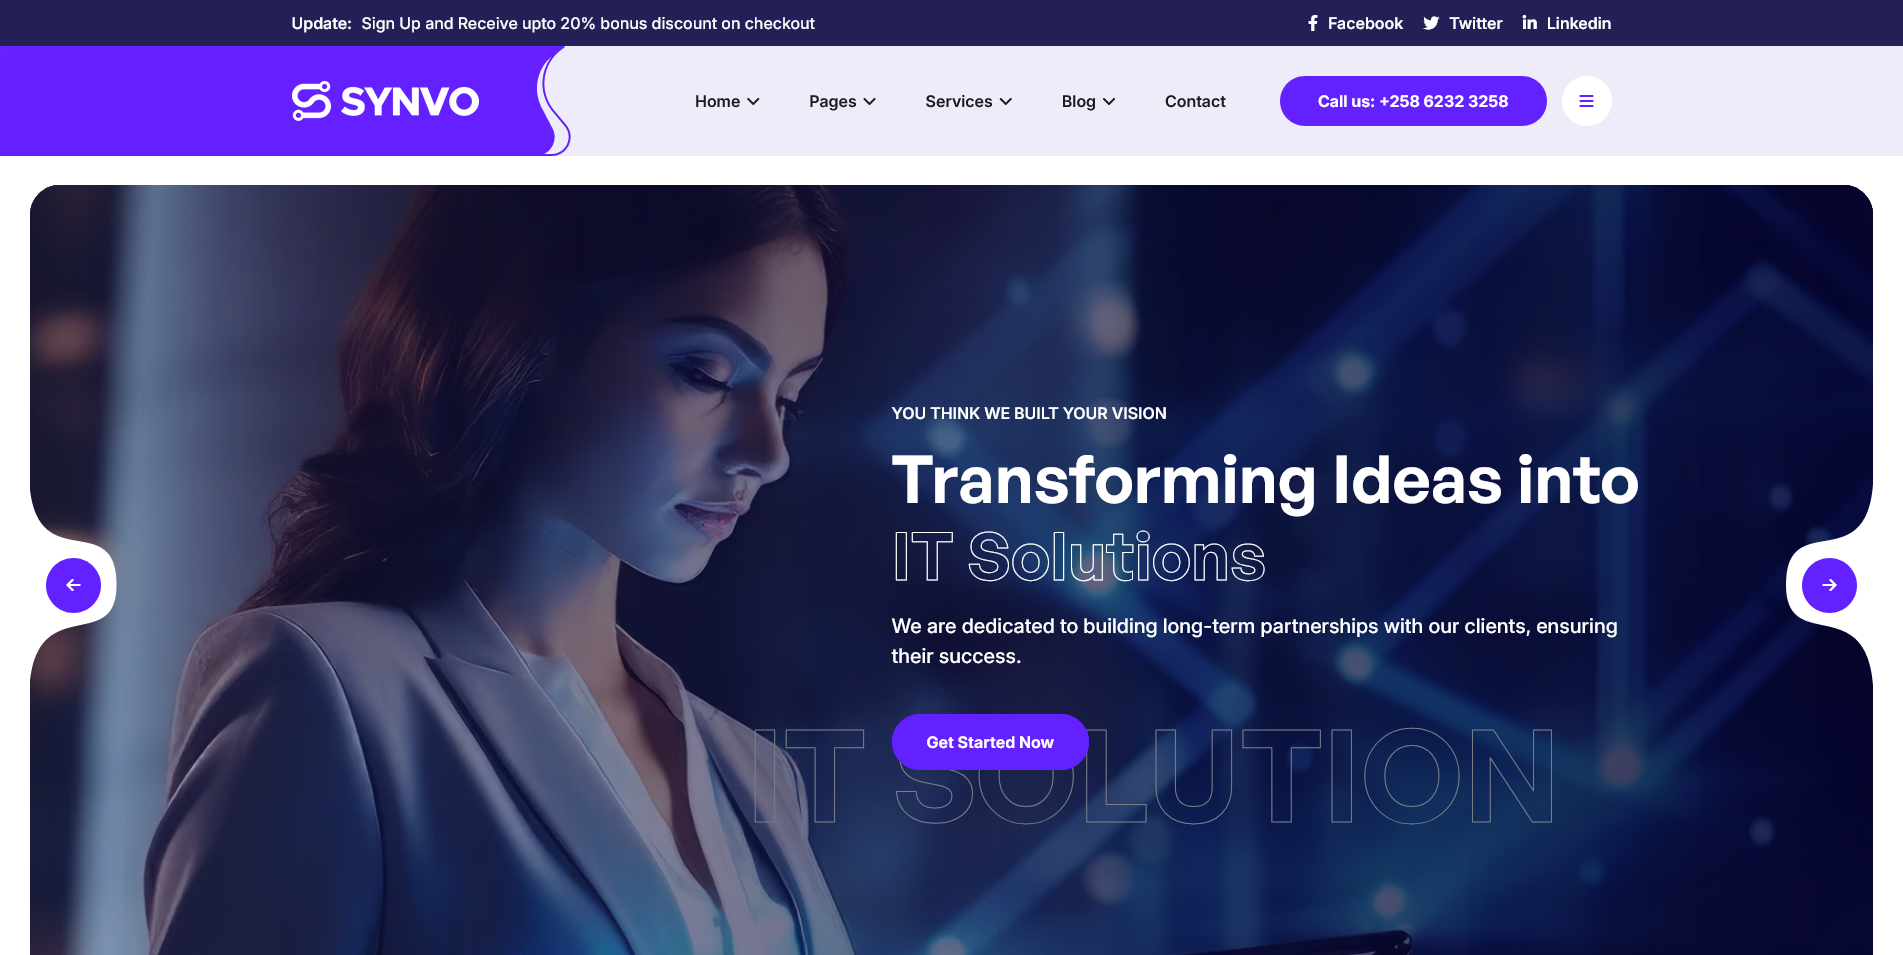 Update: Sign Up and Receive upto 20% bonus discount on checkout
Facebook Twitter Linkedin
SYNVO
Home Pages Services Blog Contact
Call us: +258 6232 3258
YOU THINK WE BUILT YOUR VISION
Transforming Ideas into
IT Solutions
We are dedicated to building long-term partnerships with our clients, ensuring
their success.
Get Started Now
IT SOLUTION